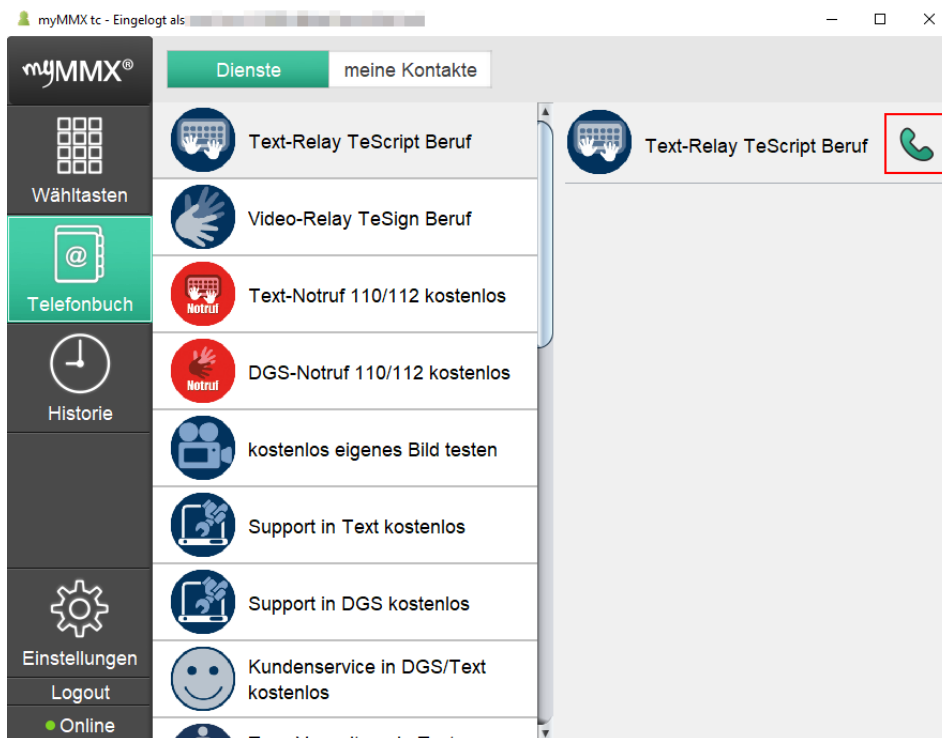 myMMX tc - Eingelogt als
myMMX®
Dienste
meine Kontakte
Wähltasten
@
Telefonbuch
Historie
Einstellungen
Logout
Online
Text-Relay TeScript Beruf
Video-Relay TeSign Beruf
Notruf
Text-Notruf 110/112 kostenlos
Notruf
DGS-Notruf 110/112 kostenlos
kostenlos eigenes Bild testen
Support in Text kostenlos
Support in DGS kostenlos
Kundenservice in DGS/Text
kostenlos
Text-Relay TeScript Beruf